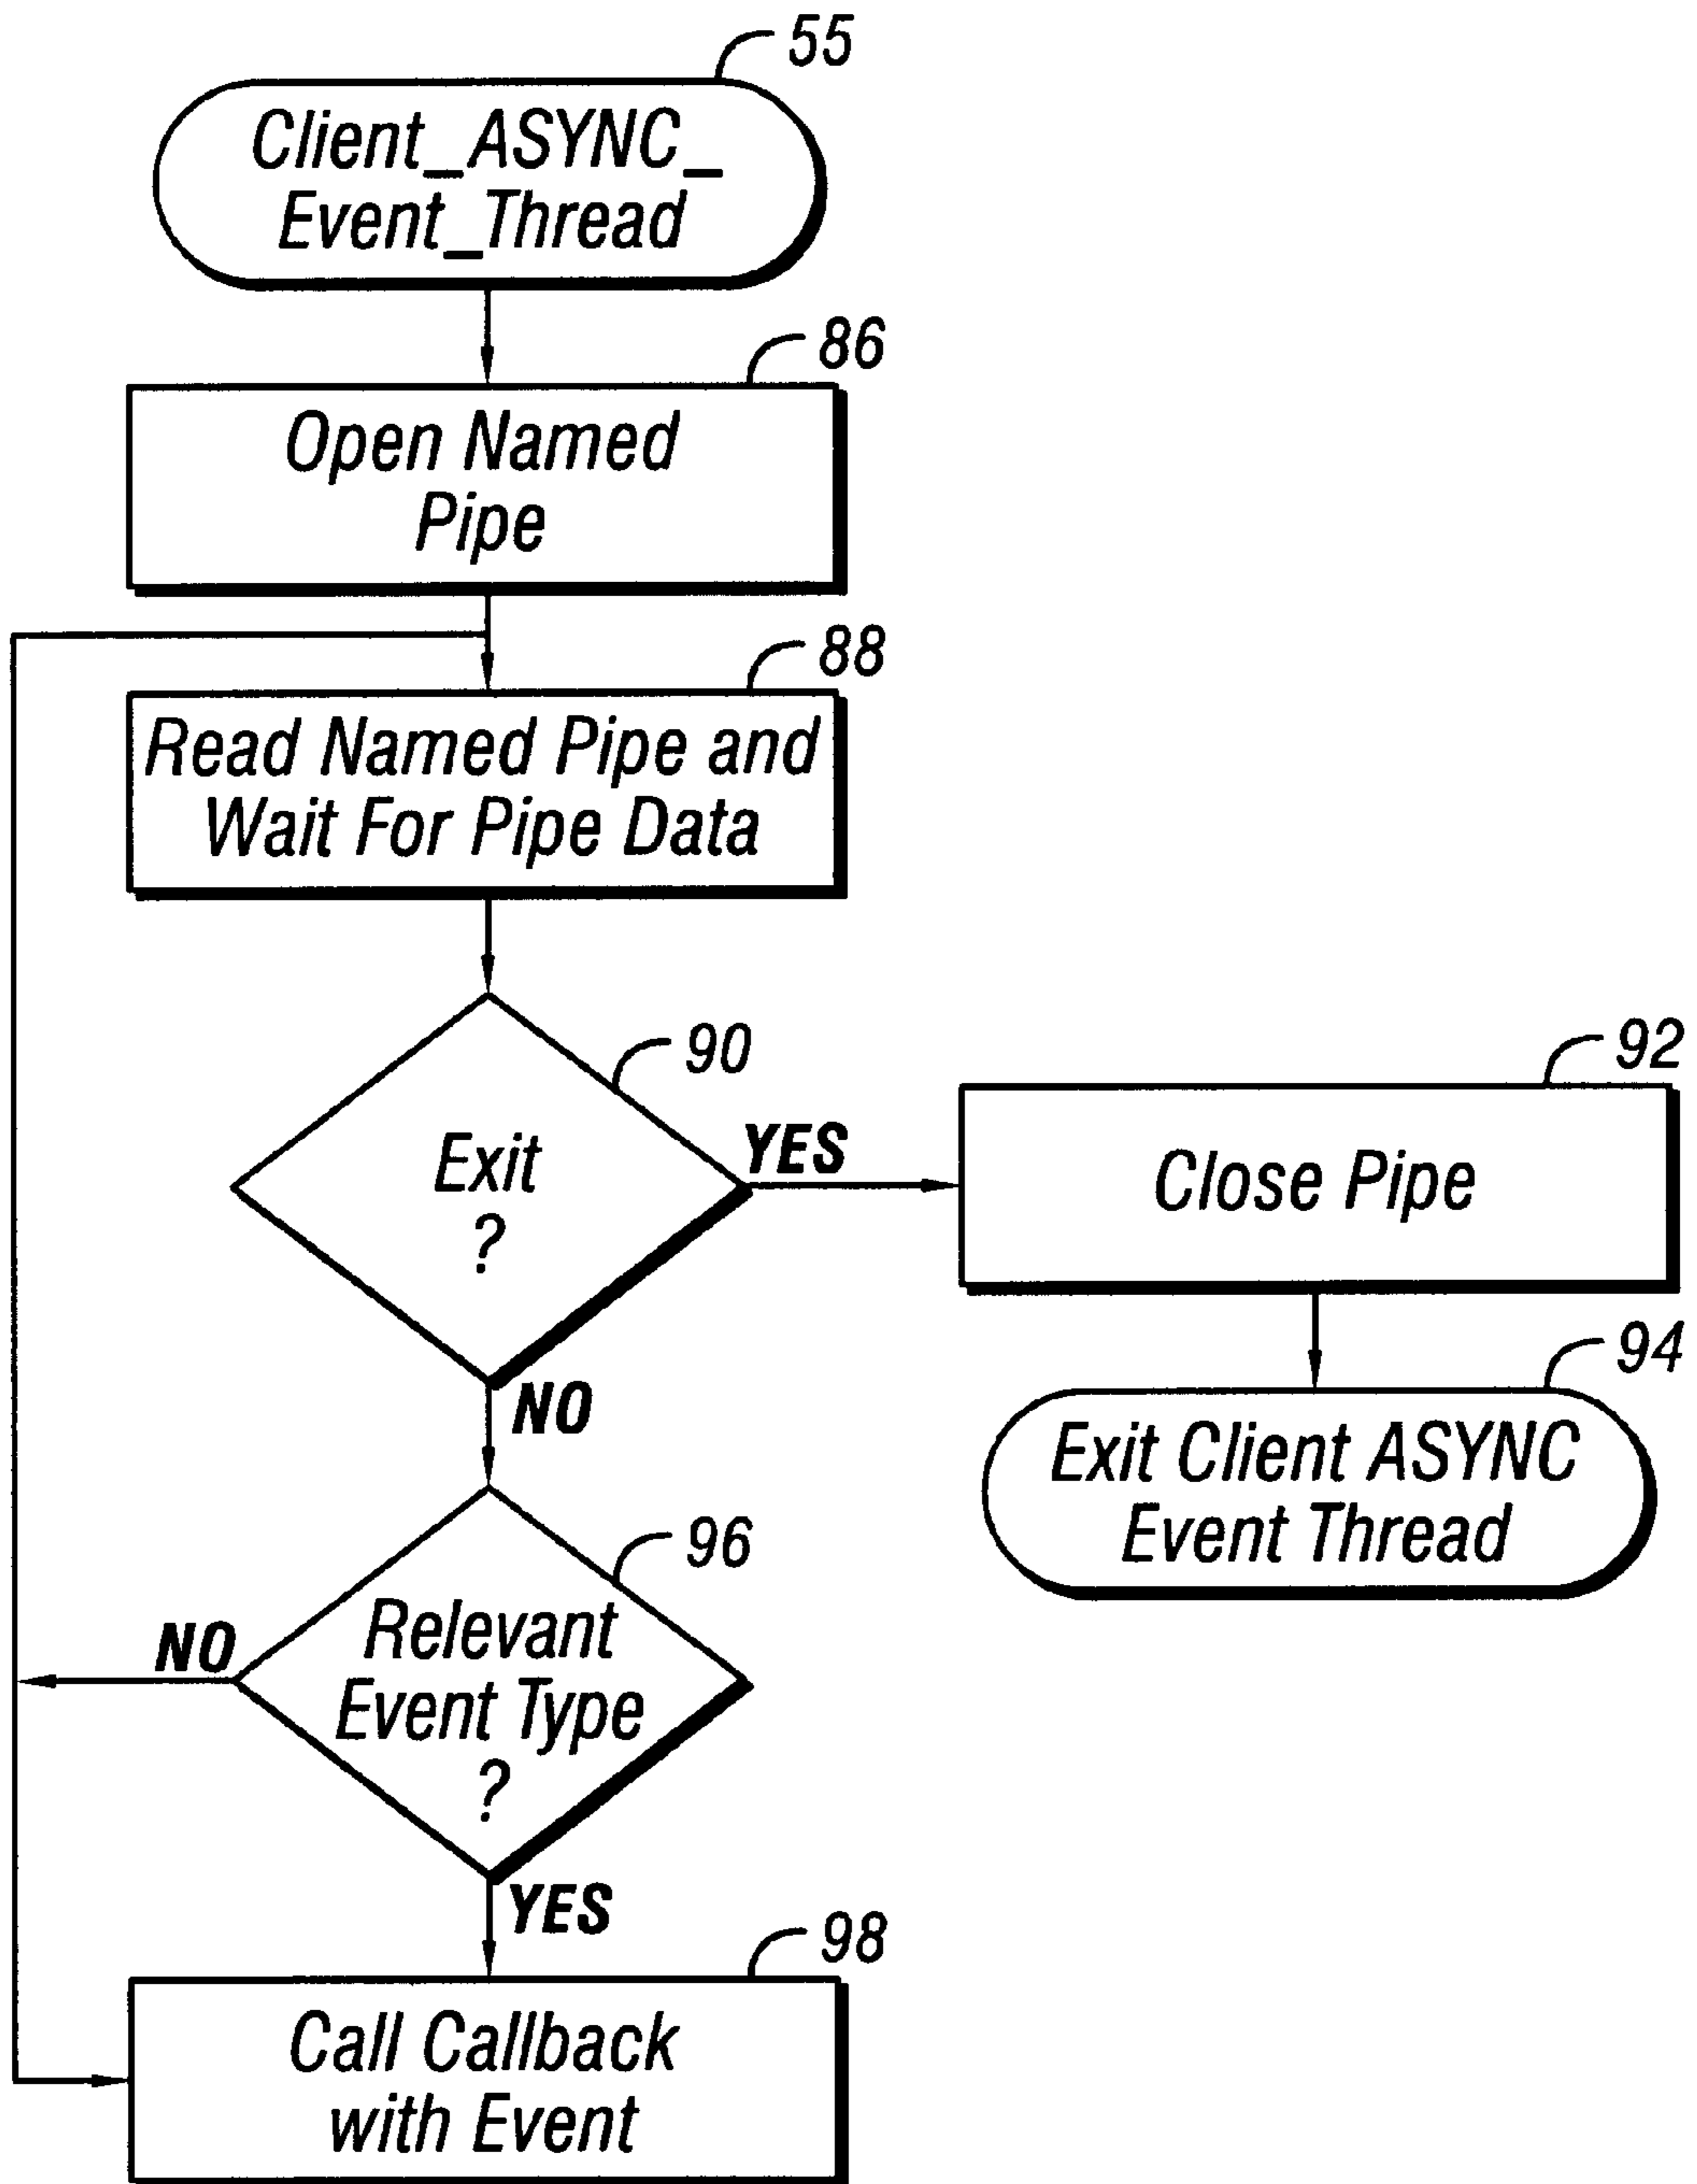 55
Client_ASYNC_
Event_Thread
86
Open Named
Pipe
88
Read Named Pipe and
Wait For Pipe Data
90
Exit
?
YES
NO
92
Close Pipe
94
Exit Client ASYNC
Event Thread
96
Relevant
Event Type
?
NO
YES
98
Call Callback
with Event